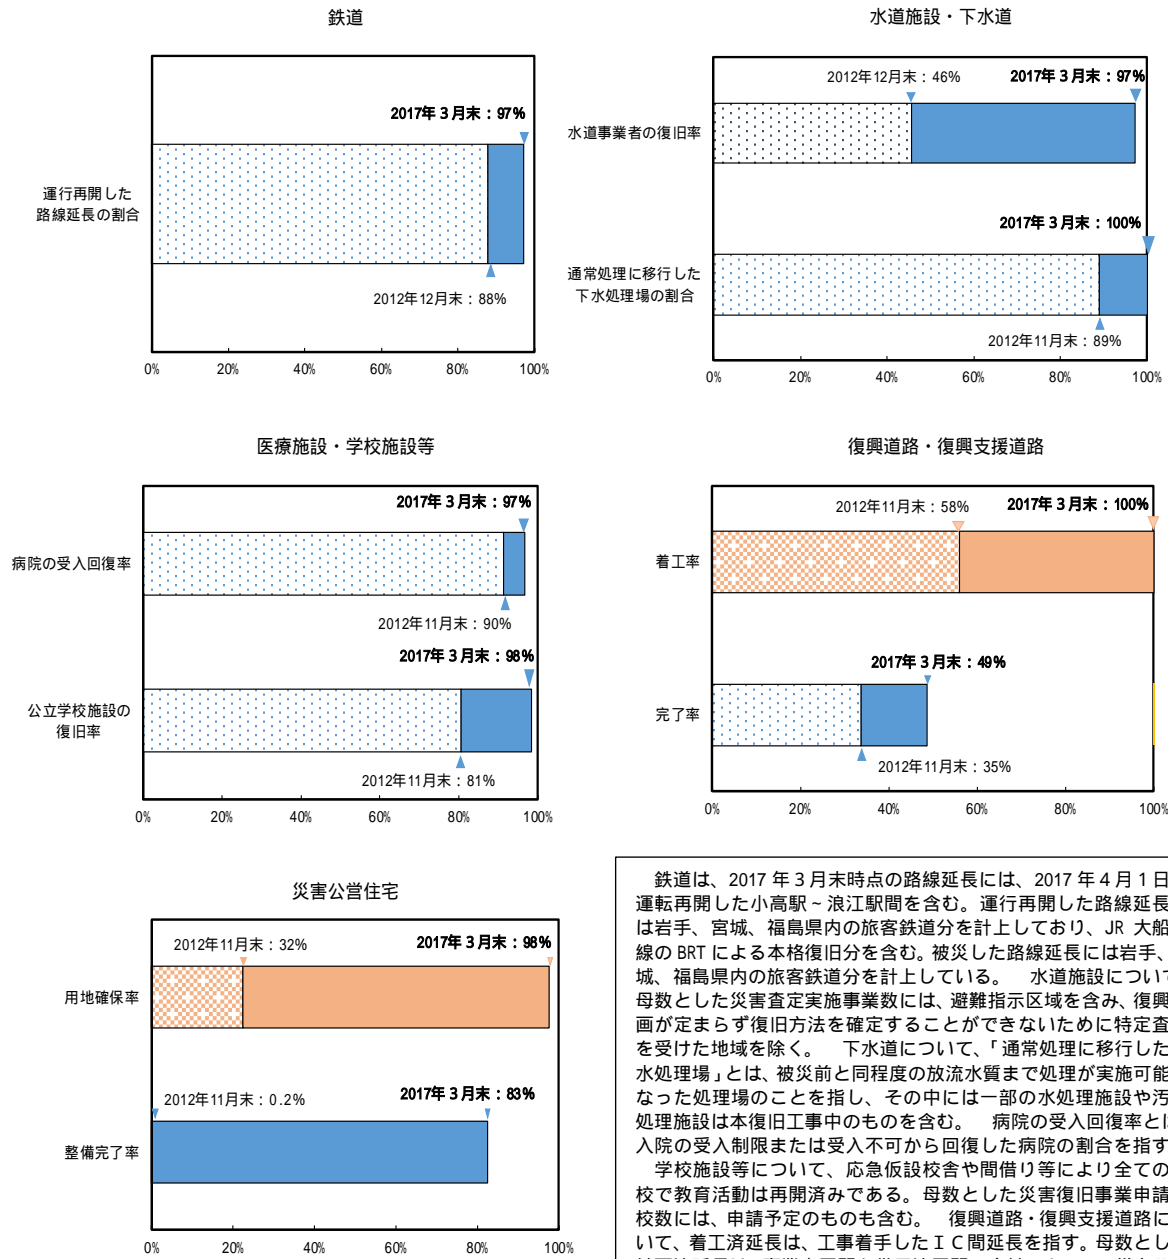 鉄道
2017年3月末：97%
運行再開した
路線延長の割合
2012年12月末：88%
0% 20% 40% 60% 80% 100%
水道施設・下水道
2012年12月末：46% 2017年3月末：97%
水道事業者の復旧率
2017年3月末：100%
通常処理に移行した
下水処理場の割合
2012年11月末：89%
0% 20% 40% 60% 80% 100%
医療施設・学校施設等
2017年3月末：97%
病院の受入回復率
2012年11月末：90%
2017年3月末：98%
公立学校施設の
復旧率
2012年11月末：81%
0% 20% 40% 60% 80% 100%
復興道路・復興支援道路
2012年11月末：58% 2017年3月末：100%
着工率
2017年3月末：49%
完了率
2012年11月末：35%
0% 20% 40% 60% 80% 100%
災害公営住宅
2012年11月末：32% 2017年3月末：98%
用地確保率
2012年11月末：0.2% 2017年3月末：83%
整備完了率
0% 20% 40% 60% 80% 100%
鉄道は、2017年3月末時点の路線延長には、2017年4月1日
運転再開した小高駅～浪江駅間を含む。運行再開した路線延長
は岩手、宮城、福島県内の旅客鉄道分を計上しており、JR 大船
線の BRT による本格復旧分を含む。被災した路線延長には岩手、
城、福島県内の旅客鉄道分を計上している。 水道施設について
母数とした災害査定実施事業数には、避難指示区域を含み、復興
画が定まらず復旧方法を確定することができないために特定査
を受けた地域を除く。 下水道について、「通常処理に移行した
水処理場」とは、被災前と同程度の放流水質まで処理が実施可能
なった処理場のことを指し、その中には一部の水処理施設や汚
処理施設は本復旧工事中のものを含む。 病院の受入回復率とは
入院の受入制限または受入不可から回復した病院の割合を指す
学校施設等について、応急仮設校舎や間借り等により全ての
校で教育活動は再開済みである。母数とした災害復旧事業申請
校数には、申請予定のものも含む。 復興道路・復興支援道路に
いて、着工済延長は、工事着手したＩＣ間延長を指す。母数とし